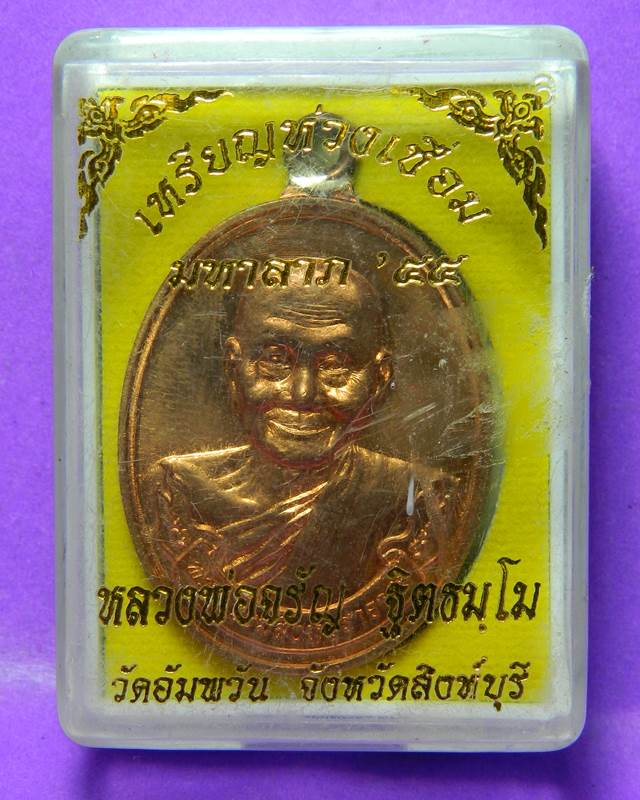 เหรียญห่วงเชื่อม
มหาลาภ '๕๕
หลวงพ่อจรัญ ฐิตธมฺโม
วัดอัมพวัน จังหวัดสิงห์บุรี